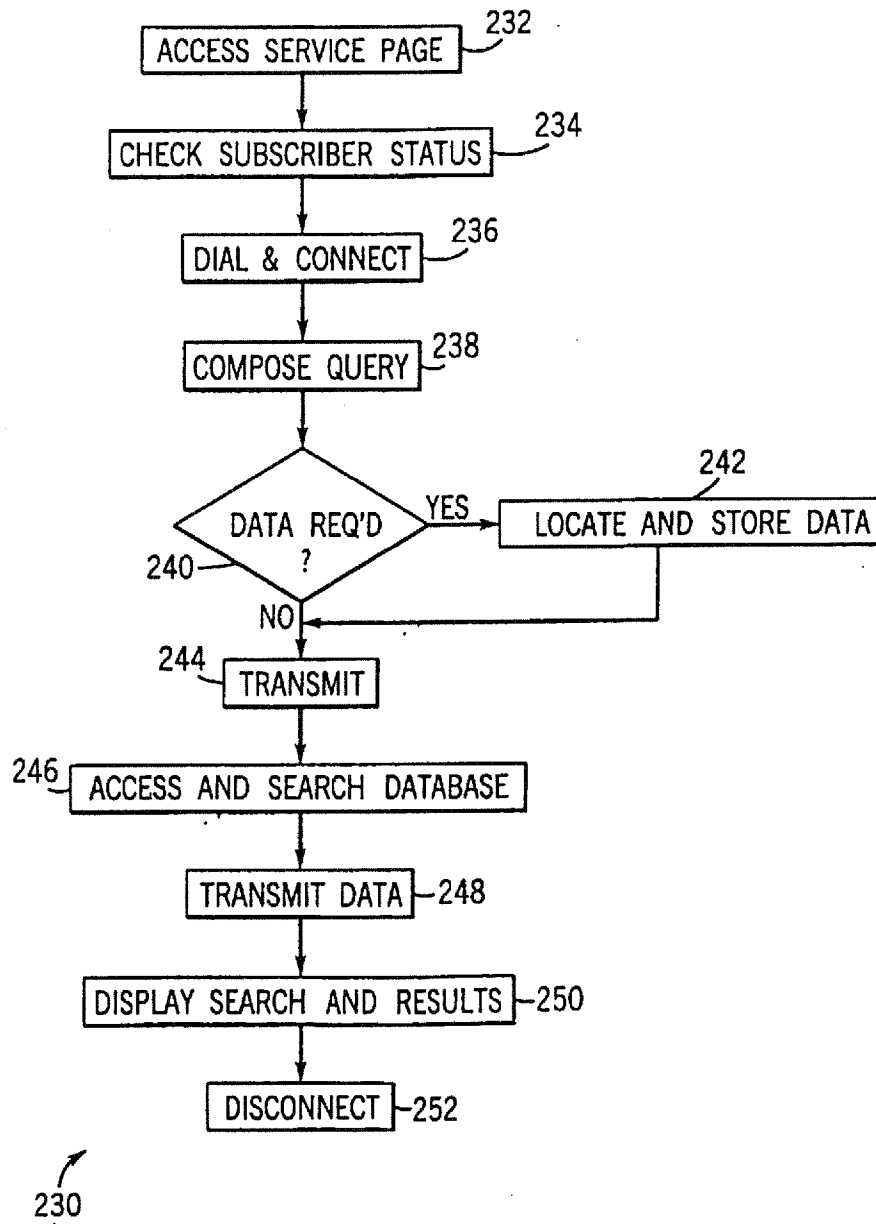 232
ACCESS SERVICE PAGE
234
CHECK SUBSCRIBER STATUS
236
DIAL & CONNECT
238
COMPOSE QUERY
242
YES
DATA REQ'D
?
LOCATE AND STORE DATA
240
NO
244
TRANSMIT
246
ACCESS AND SEARCH DATABASE
TRANSMIT DATA
248
DISPLAY SEARCH AND RESULTS
250
DISCONNECT
252
230